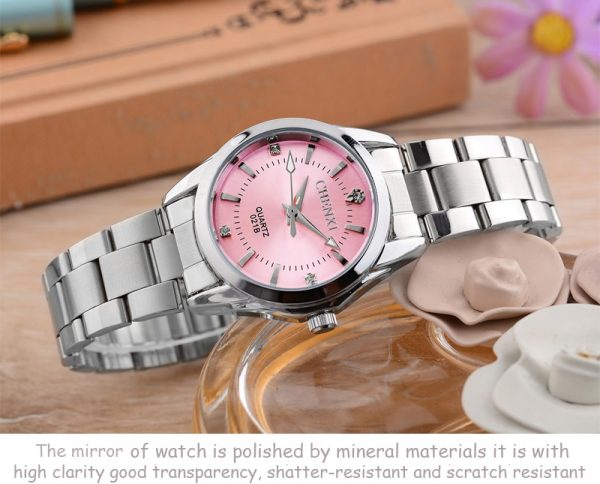 CHENXI
QUARTZ
021B
The mirror of watch is polished by mineral materials it is with
high clarity good transparency, shatter-resistant and scratch resistant